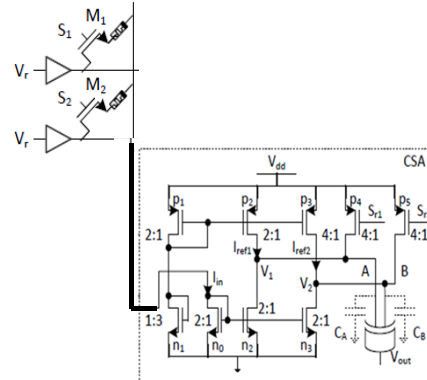 M1
S1
Vr
M2
S2
Vr
CSA
Vdd
p1 p2 p3 p4 p5
Sr1
2:1 2:1 4:1 4:1 4:1
Iref1 Iref2
V1 A B
Iin V2
1:3 2:1 2:1 2:1
CA CB
n1 n0 n2 n3 Vout